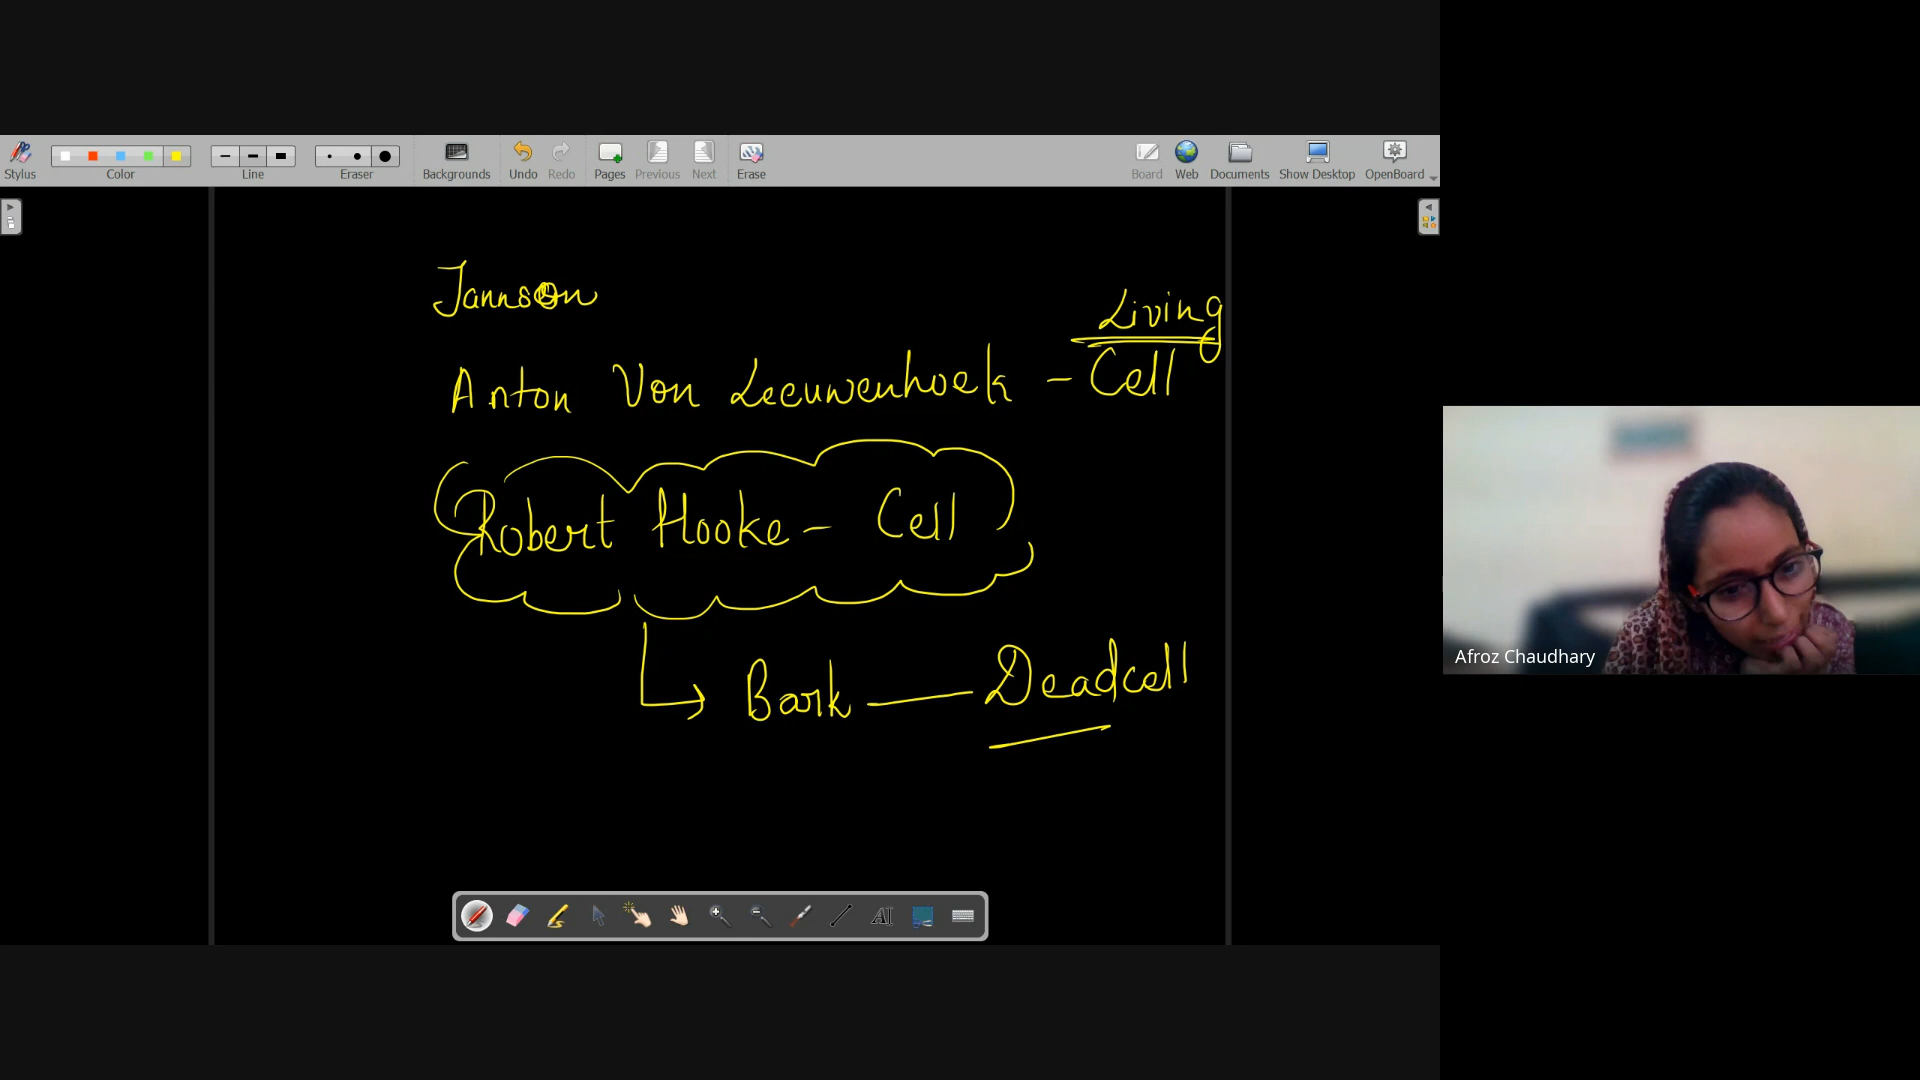 Stylus Color Line Eraser Backgrounds Undo Redo Pages Previous Next Erase Board Web Documents Show Desktop OpenBoard
Jannson
Living
Anton Von Leeuwenhoek - Cell
Robert Hooke - Cell
Bark — Deadcell
Afroz Chaudhary